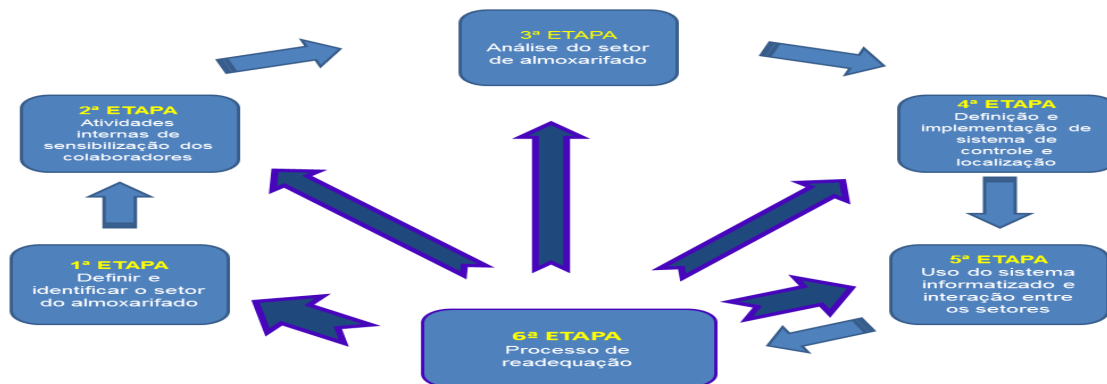 1ª ETAPA
Definir e
identificar o setor
do almoxarifado
2ª ETAPA
Atividades
internas de
sensibilização dos
colaboradores
3ª ETAPA
Análise do setor
de almoxarifado
4ª ETAPA
Definição e
implementação de
sistema de
controle e
localização
5ª ETAPA
Uso do sistema
informatizado e
interação entre
os setores
6ª ETAPA
Processo de
readequação